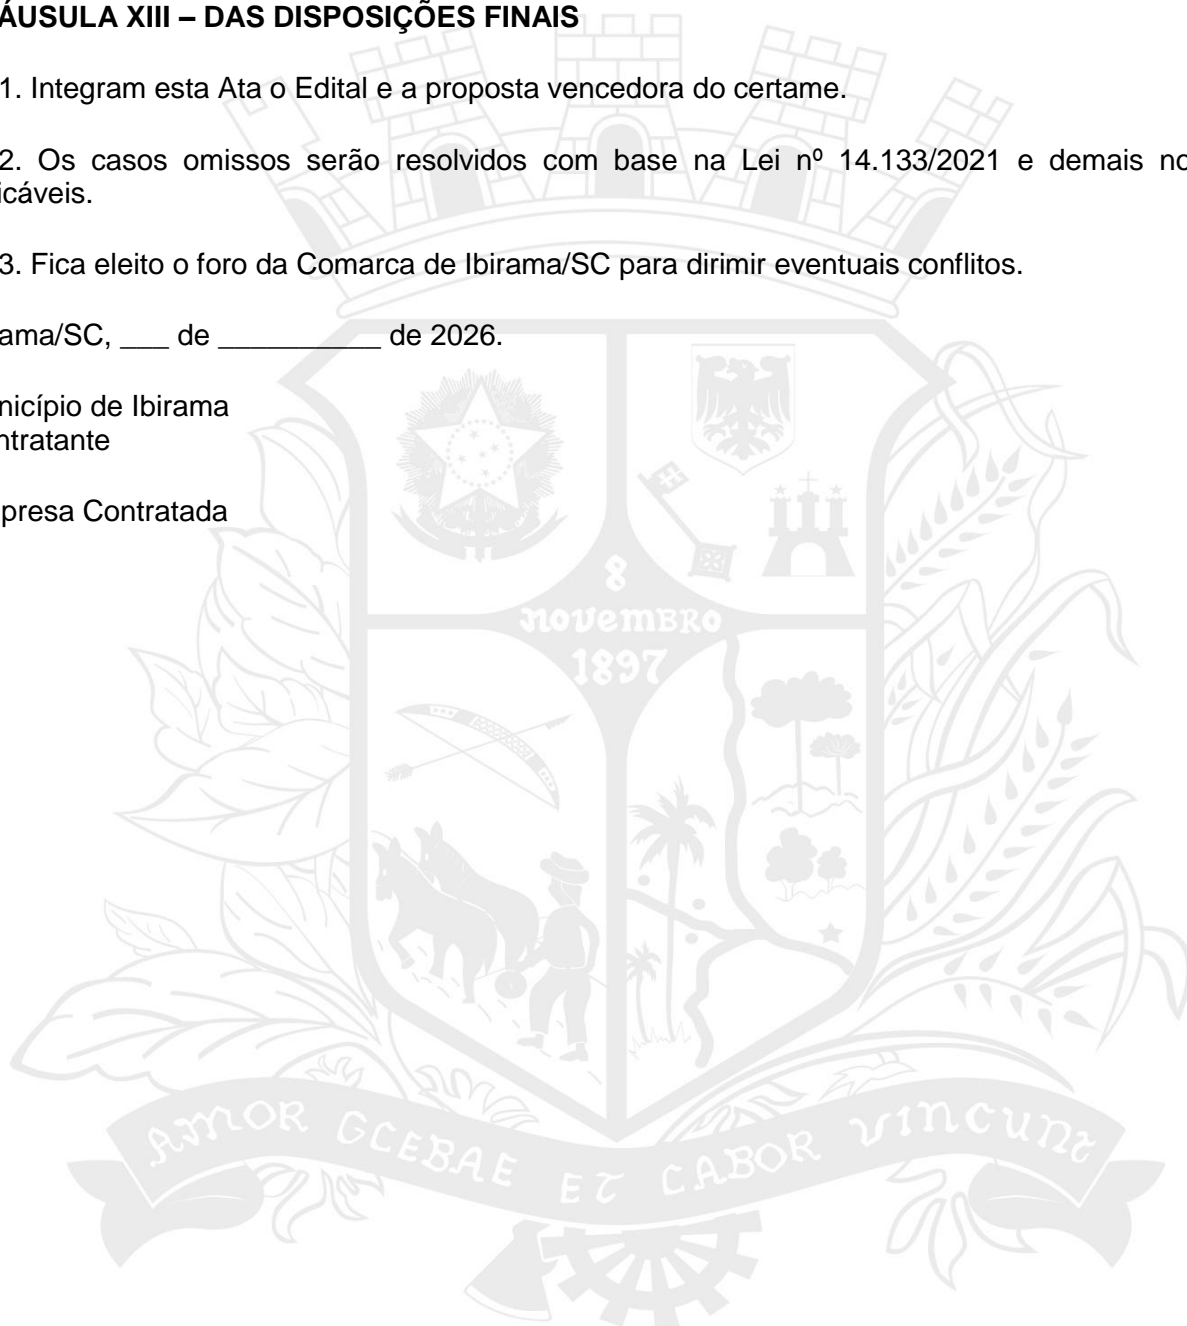 ÁUSULA XIII – DAS DISPOSIÇÕES FINAIS
1. Integram esta Ata o Edital e a proposta vencedora do certame.
2. Os casos omissos serão resolvidos com base na Lei nº 14.133/2021 e demais no
icáveis.
3. Fica eleito o foro da Comarca de Ibirama/SC para dirimir eventuais conflitos.
ama/SC, ___ de __________ de 2026.
nicípio de Ibirama
ntratante
presa Contratada
8
NOVEMBRO
1897
AMOR GLEBAE ET LABOR VINCUNT